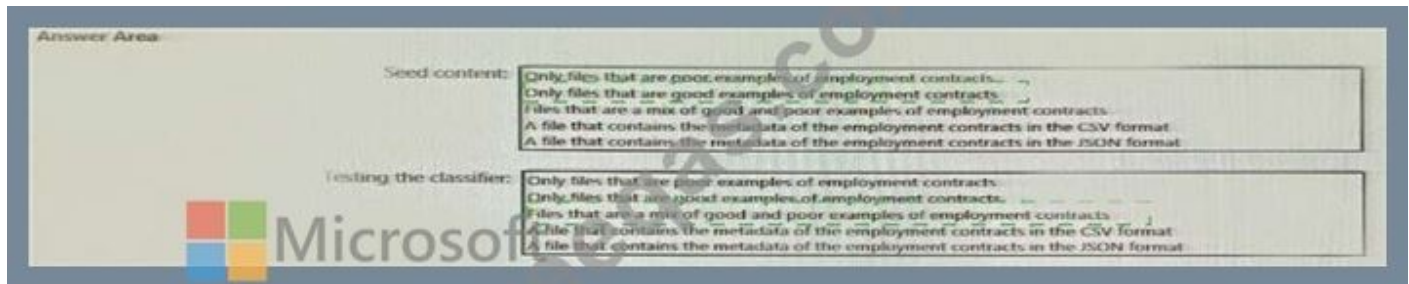 Answer Area
Seed content:
Only files that are poor examples of employment contracts
Only files that are good examples of employment contracts
Files that are a mix of good and poor examples of employment contracts
A file that contains the metadata of the employment contracts in the CSV format
A file that contains the metadata of the employment contracts in the JSON format
Testing the classifier:
Only files that are poor examples of employment contracts
Only files that are good examples of employment contracts
Files that are a mix of good and poor examples of employment contracts
A file that contains the metadata of the employment contracts in the CSV format
A file that contains the metadata of the employment contracts in the JSON format
Microsof